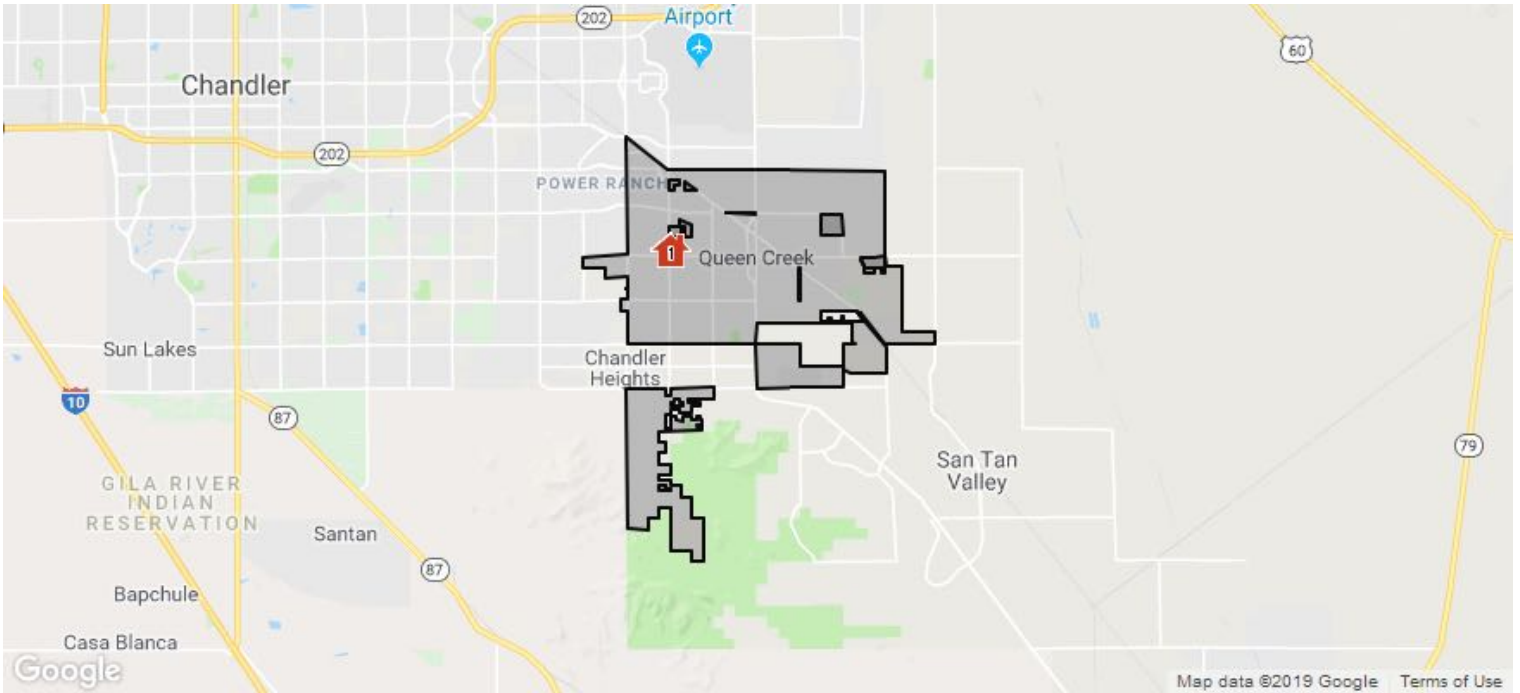 202
Airport
60
Chandler
202
POWER RANCH
1
Queen Creek
Sun Lakes
Chandler
Heights
10
87
79
San Tan
Valley
GILA RIVER
INDIAN
RESERVATION
Santan
87
Bapchule
Casa Blanca
Google
Map data ©2019 Google
Terms of Use